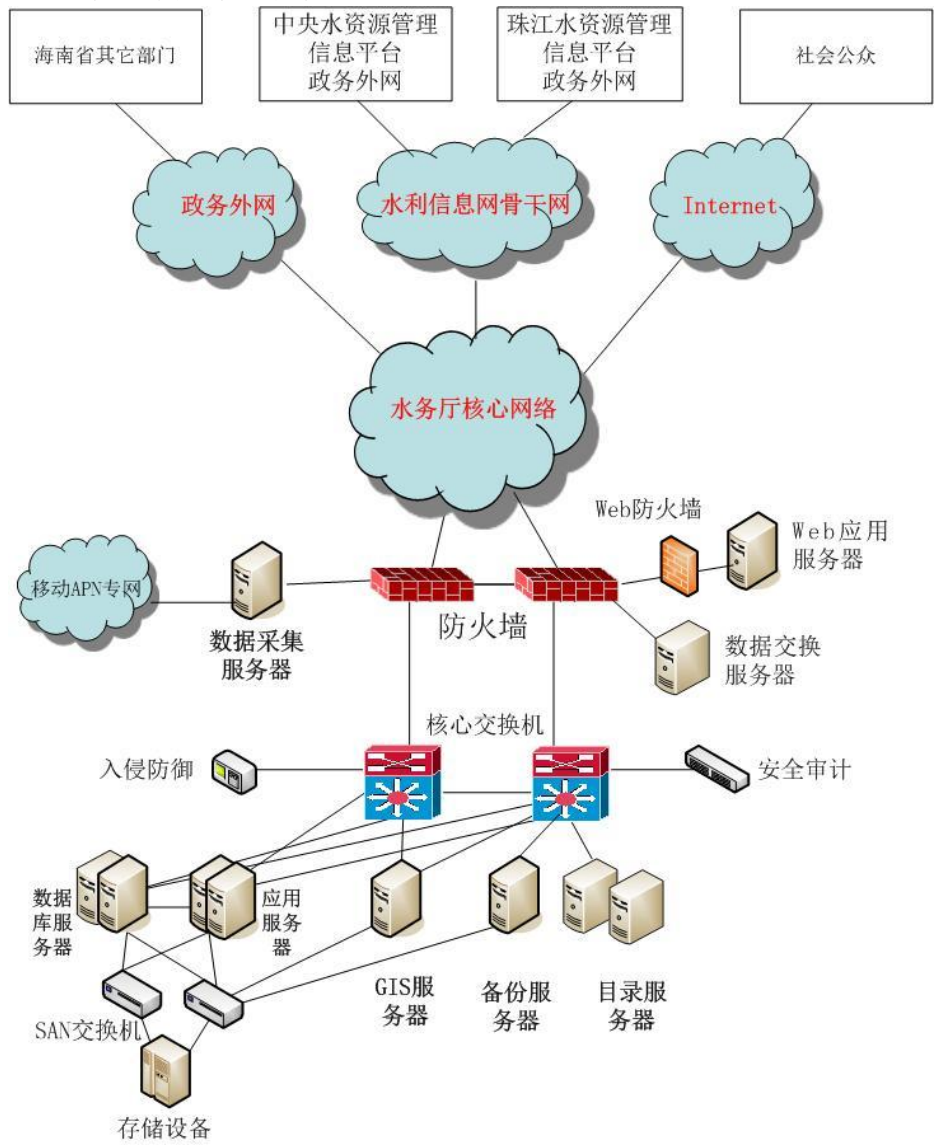 海南省其它部门
中央水资源管理
信息平台
政务外网
珠江水资源管理
信息平台
政务外网
社会公众
政务外网
水利信息网骨干网
Internet
水务厅核心网络
Web防火墙
Web应用
服务器
移动APN专网
防火墙
数据采集
服务器
数据交换
服务器
核心交换机
入侵防御
安全审计
数据
库服
务器
应用
服务
器
GIS服
务器
备份服
务器
目录服
务器
SAN交换机
存储设备